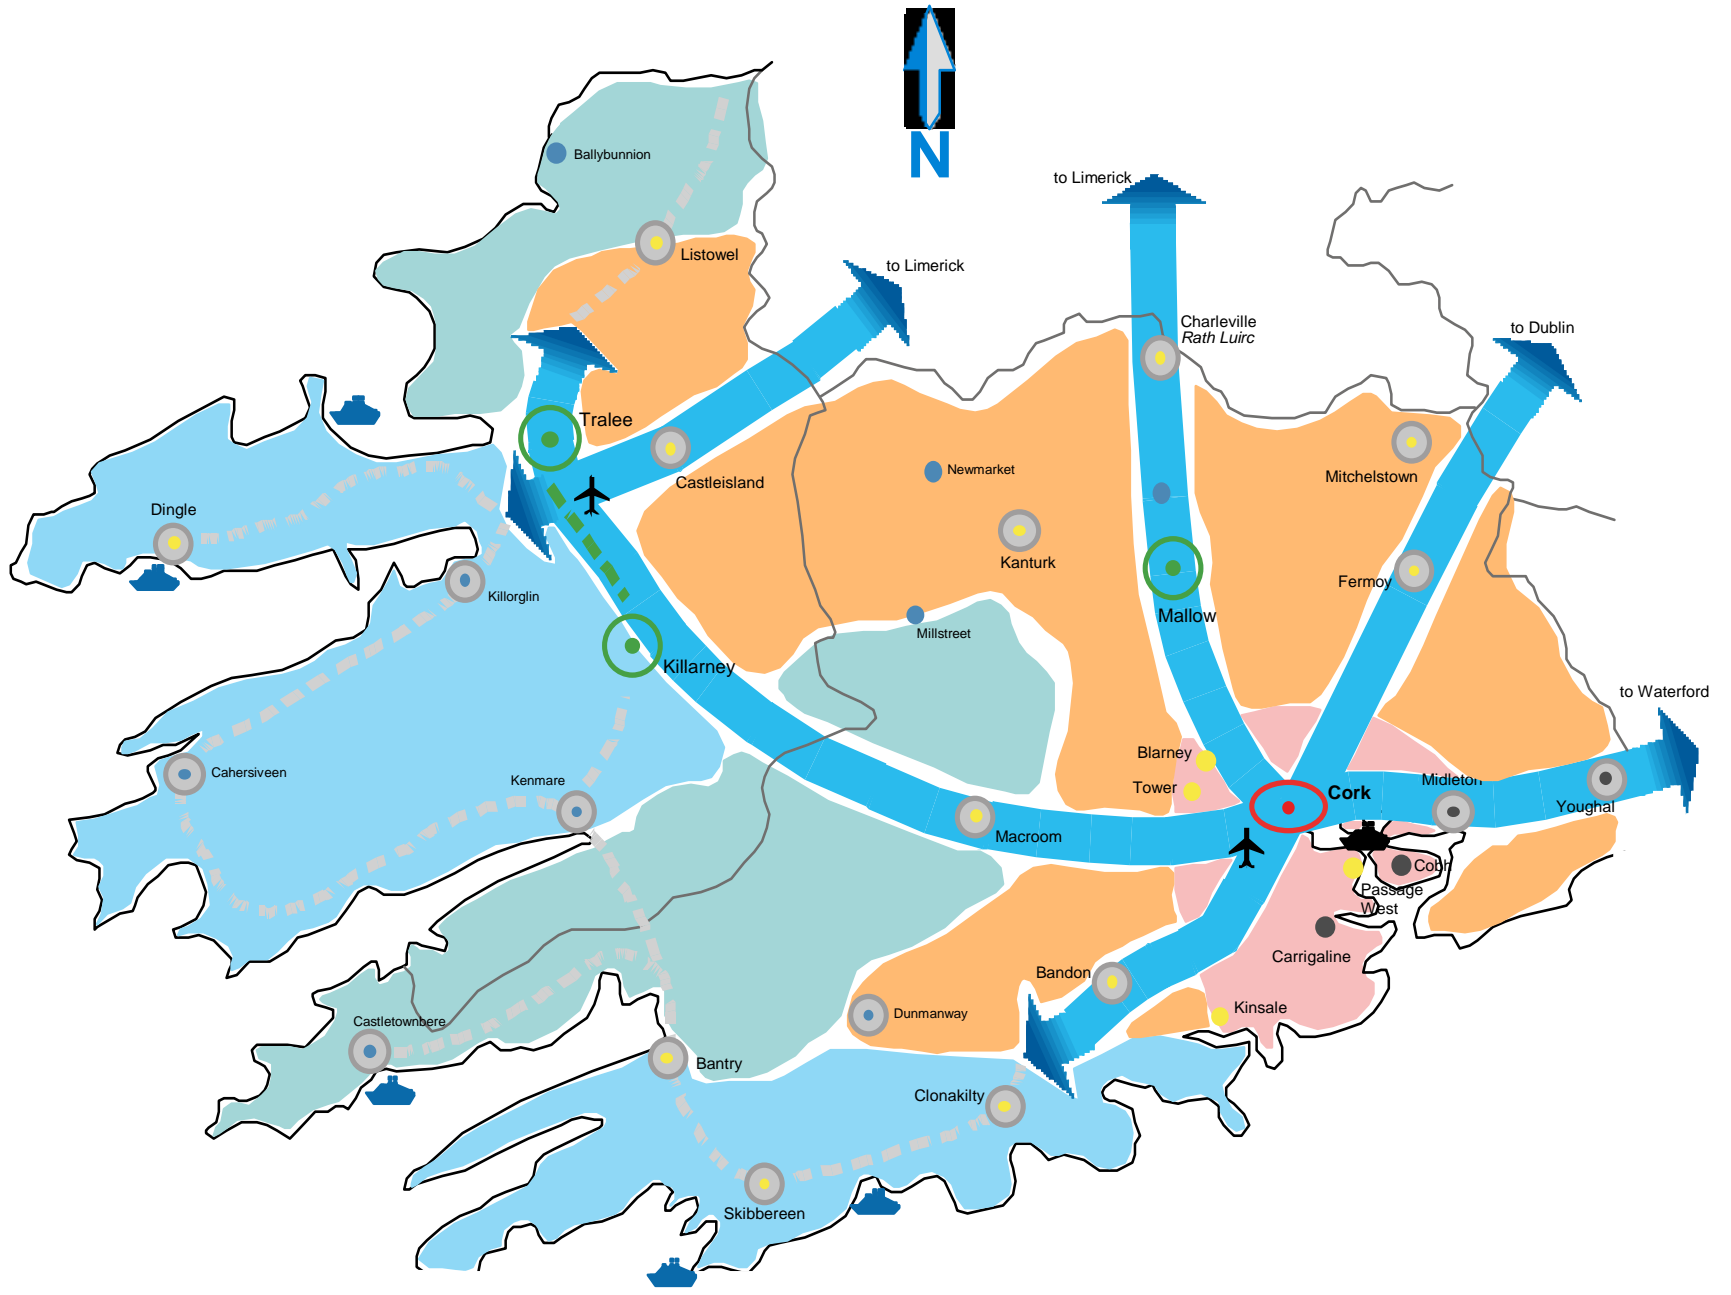 N
Ballybunnion
to Limerick
Listowel
to Limerick
Charleville
Rath Luirc
to Dublin
Tralee
Newmarket
Castleisland
Mitchelstown
Dingle
Kanturk
Fermoy
Killorglin
Mallow
Millstreet
Killarney
to Waterford
Blarney
Cahersiveen
Kenmare
Midleton
Tower
Cork
Youghal
Macroom
Cobh
Passage
West
Carrigaline
Bandon
Kinsale
Dunmanway
Castletownbere
Bantry
Clonakilty
Skibbereen